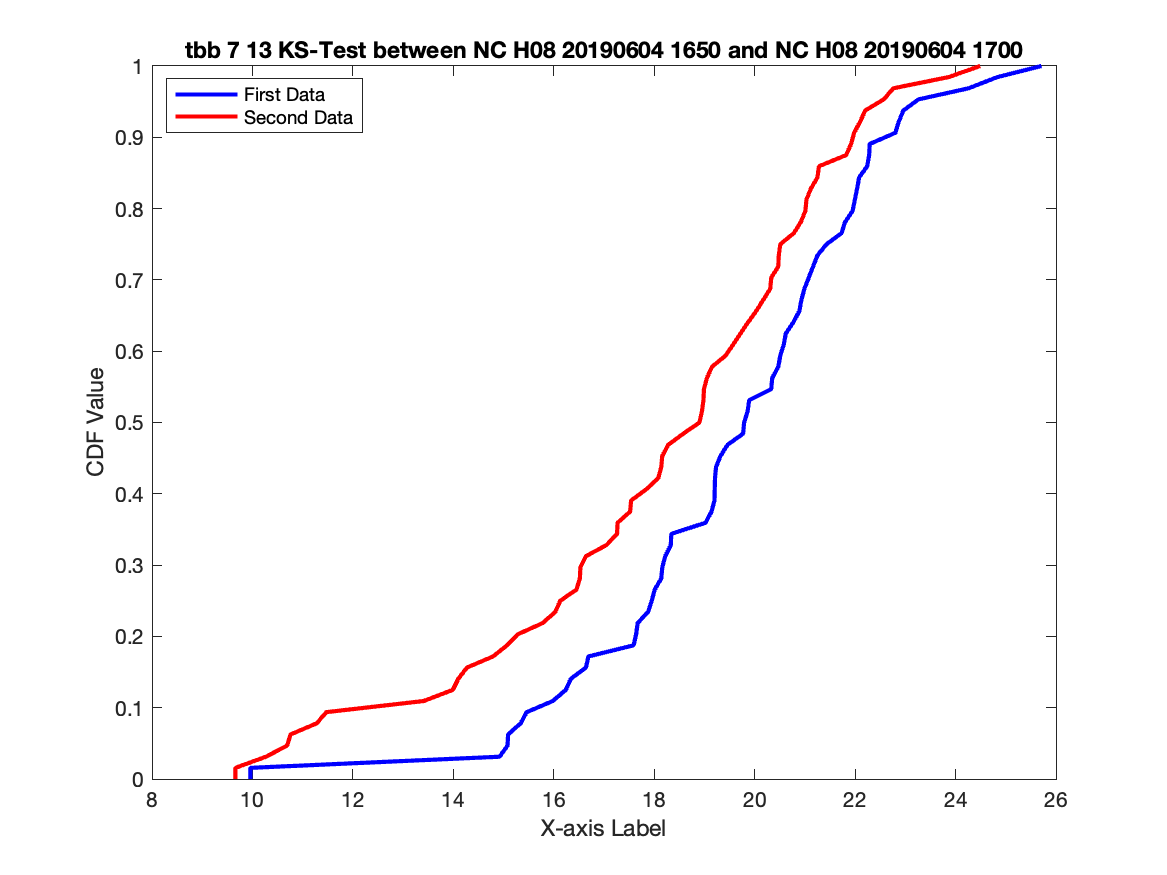 tbb 7 13 KS-Test between NC H08 20190604 1650 and NC H08 20190604 1700
First Data
Second Data
1
0.9
0.8
0.7
0.6
0.5
0.4
0.3
0.2
0.1
0
CDF Value
8 10 12 14 16 18 20 22 24 26
X-axis Label